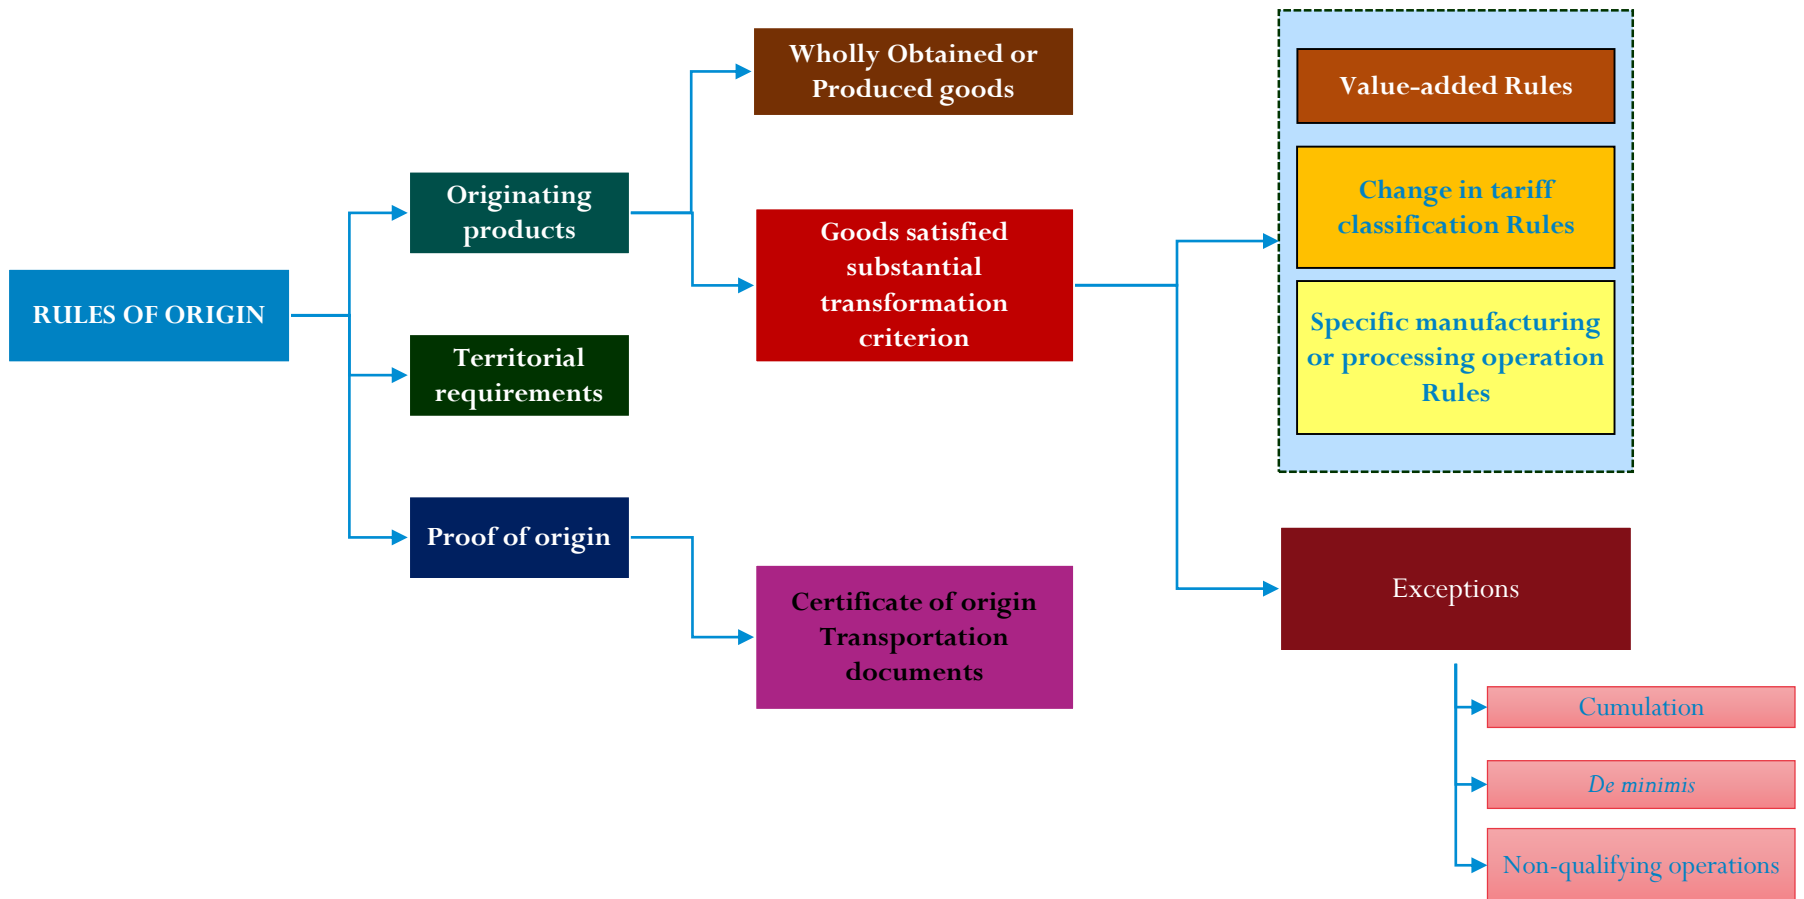 RULES OF ORIGIN
Originating
products
Territorial
requirements
Proof of origin
Wholly Obtained or
Produced goods
Goods satisfied
substantial
transformation
criterion
Certificate of origin
Transportation
documents
Value-added Rules
Change in tariff
classification Rules
Specific manufacturing
or processing operation
Rules
Exceptions
Cumulation
De minimis
Non-qualifying operations